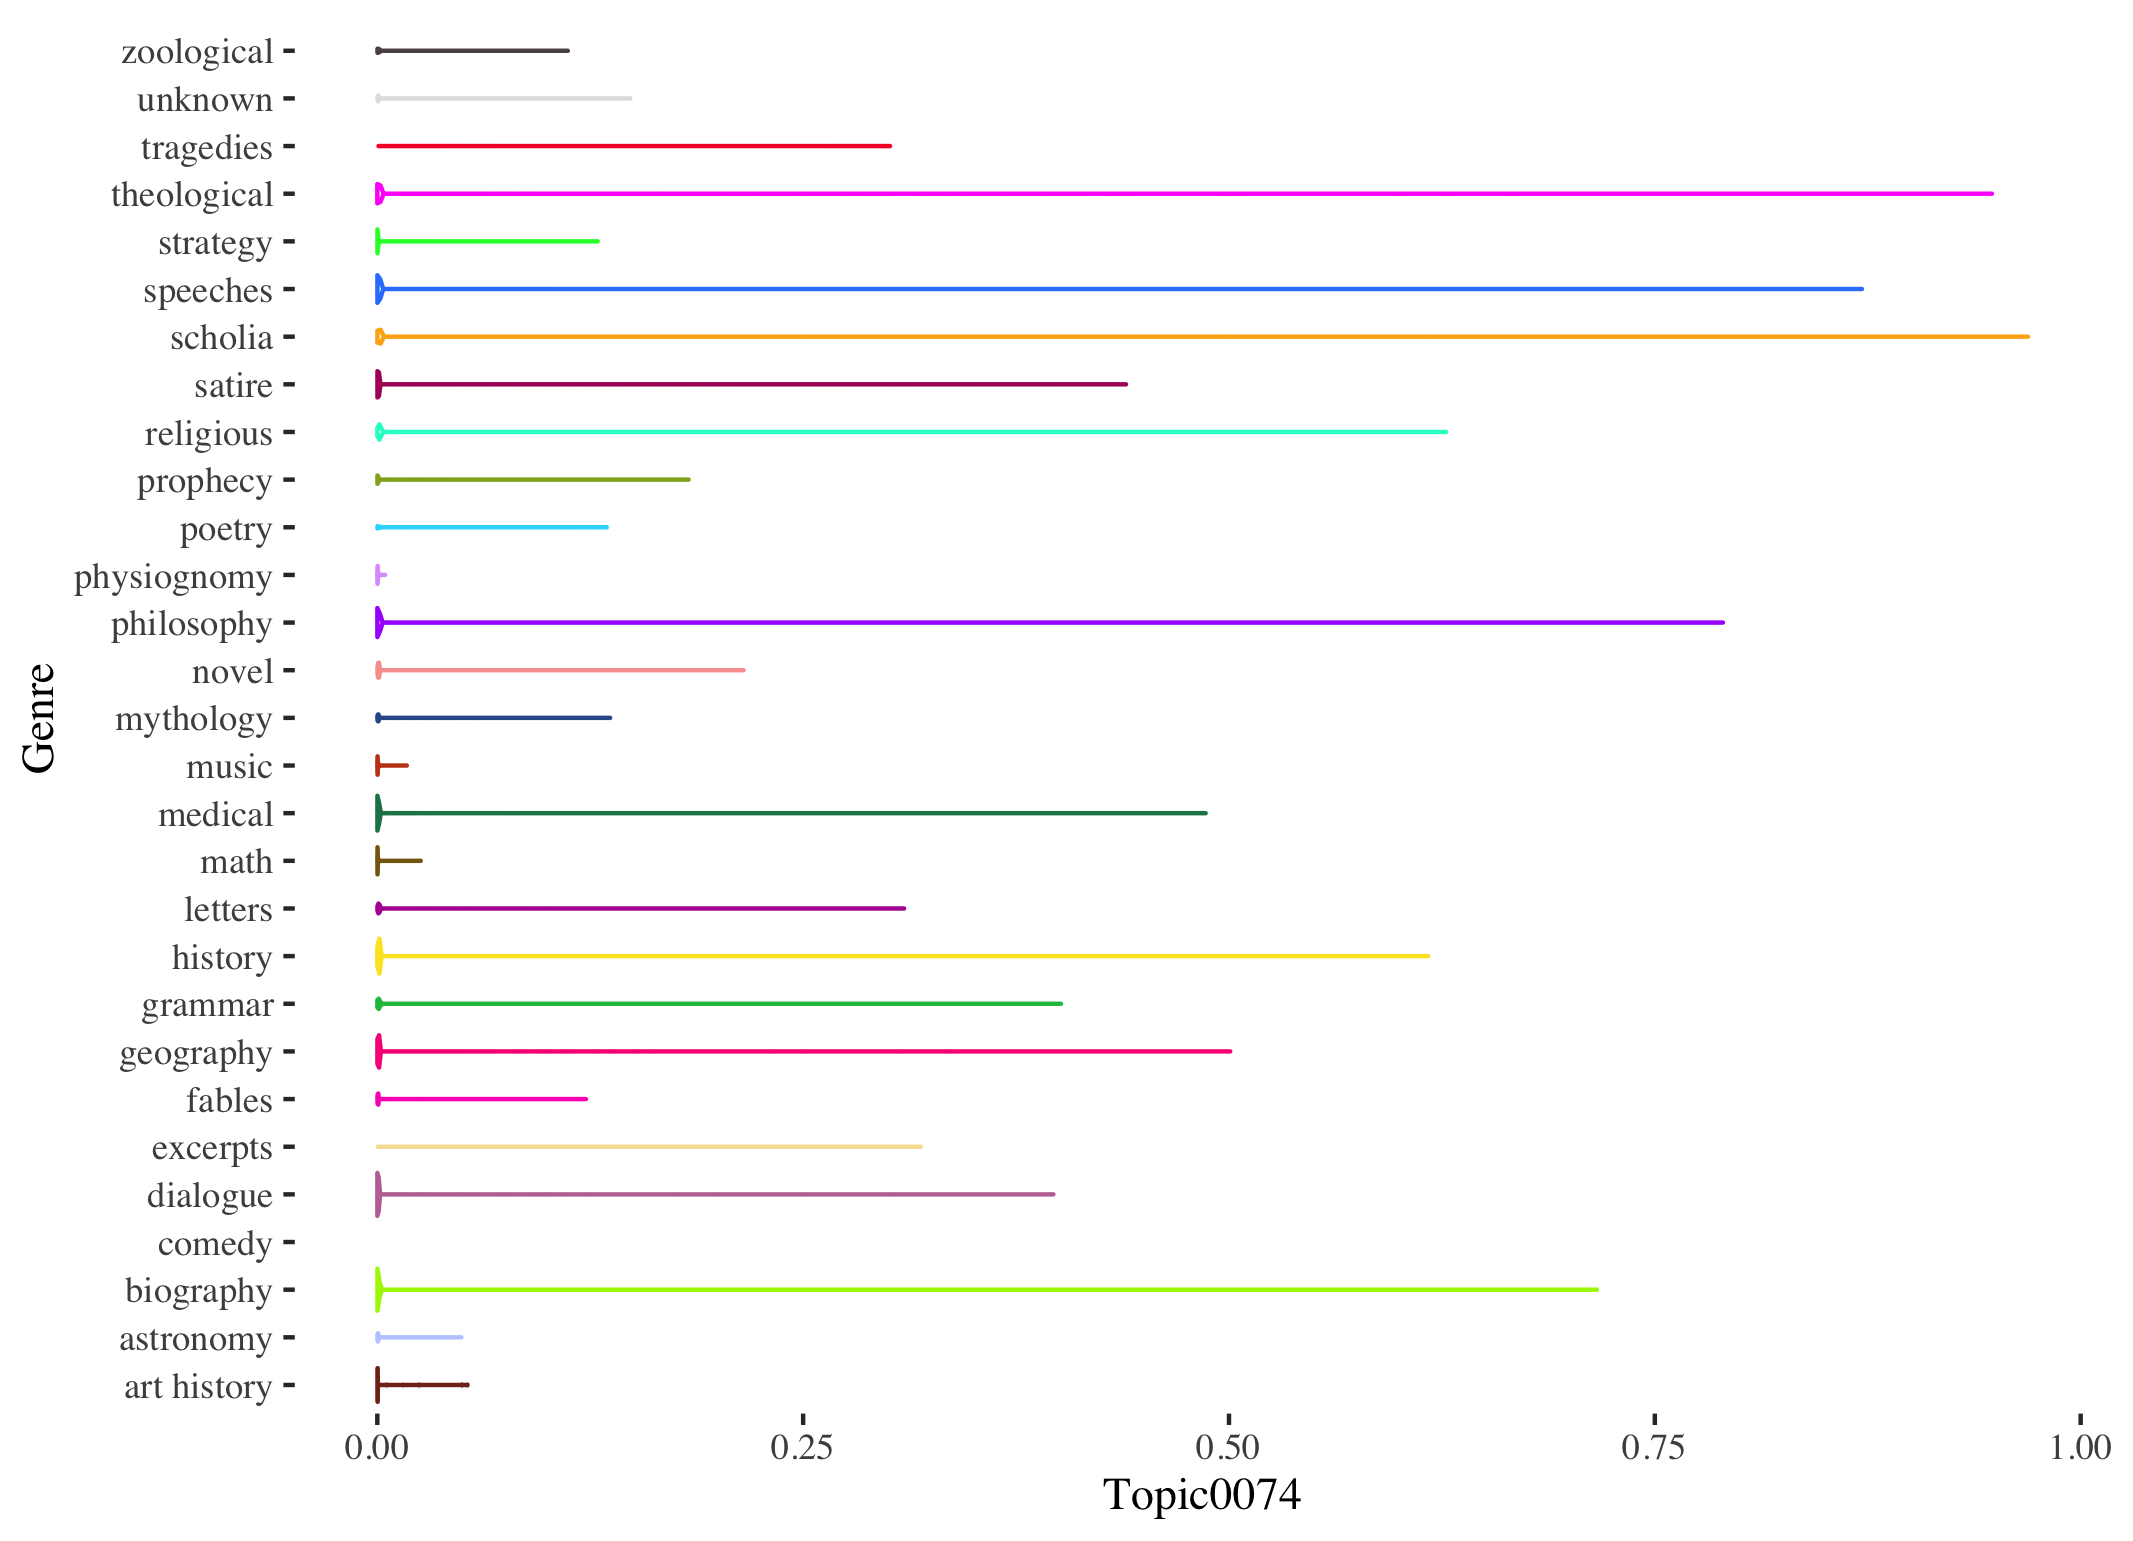 zoological
unknown
tragedies
theological
strategy
speeches
scholia
satire
religious
prophecy
poetry
physiognomy
philosophy
novel
mythology
music
medical
math
letters
history
grammar
geography
fables
excerpts
dialogue
comedy
biography
astronomy
art history
Genre
0.00 0.25 0.50 0.75 1.00
Topic0074